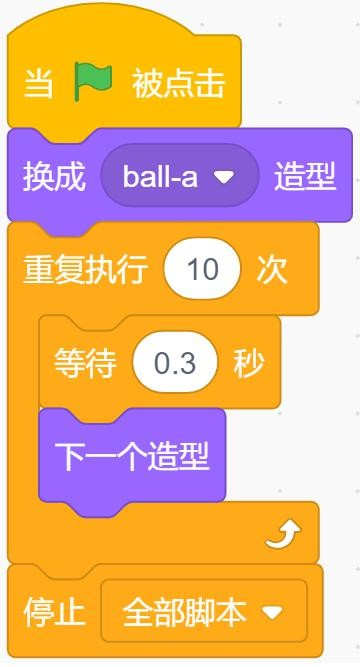 当 被点击
换成 ball-a 造型
重复执行 10 次
等待 0.3 秒
下一个造型
停止 全部脚本